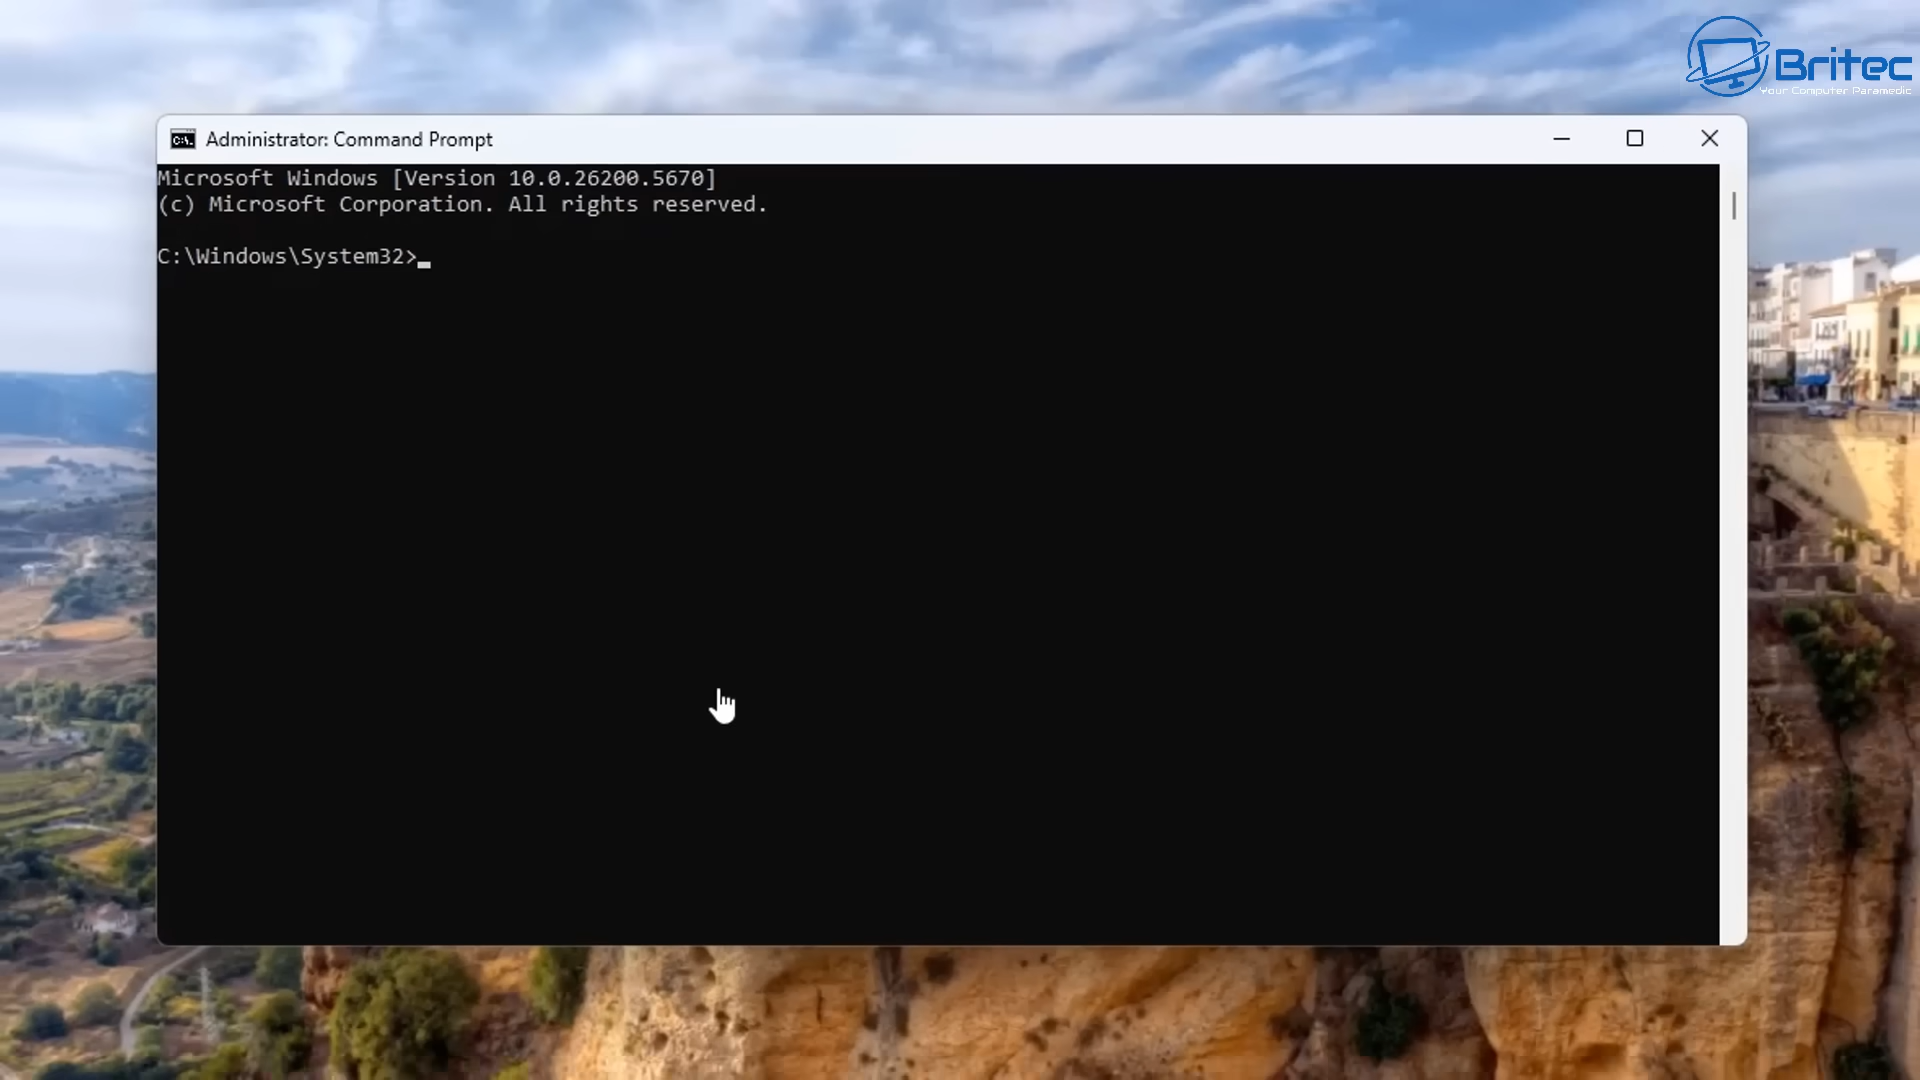 Britec
Your Computer Paramedic
Administrator: Command Prompt
Microsoft Windows [Version 10.0.26200.5670]
(c) Microsoft Corporation. All rights reserved.
C:\Windows\System32>